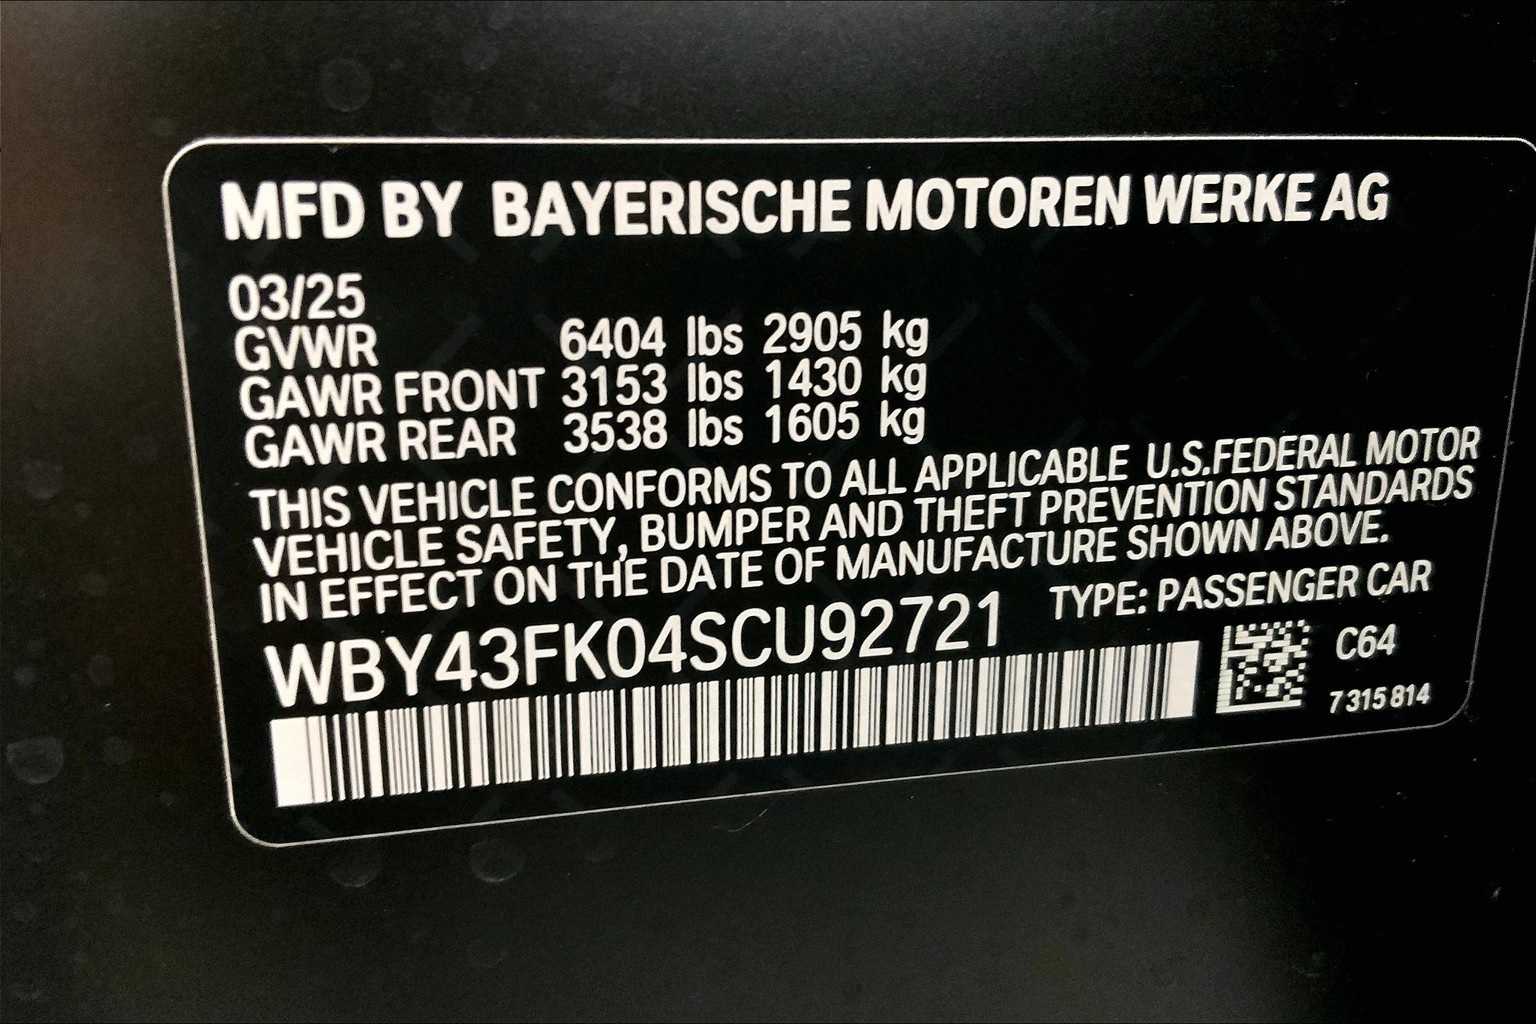 MFD BY BAYERISCHE MOTOREN WERKE AG
03/25
GVWR 6404 lbs 2905 kg
GAWR FRONT 3153 lbs 1430 kg
GAWR REAR 3538 lbs 1605 kg
THIS VEHICLE CONFORMS TO ALL APPLICABLE U.S.FEDERAL MOTOR
VEHICLE SAFETY, BUMPER AND THEFT PREVENTION STANDARDS
IN EFFECT ON THE DATE OF MANUFACTURE SHOWN ABOVE.
WBY43FK04SCU92721 TYPE: PASSENGER CAR
C64
7 315 814